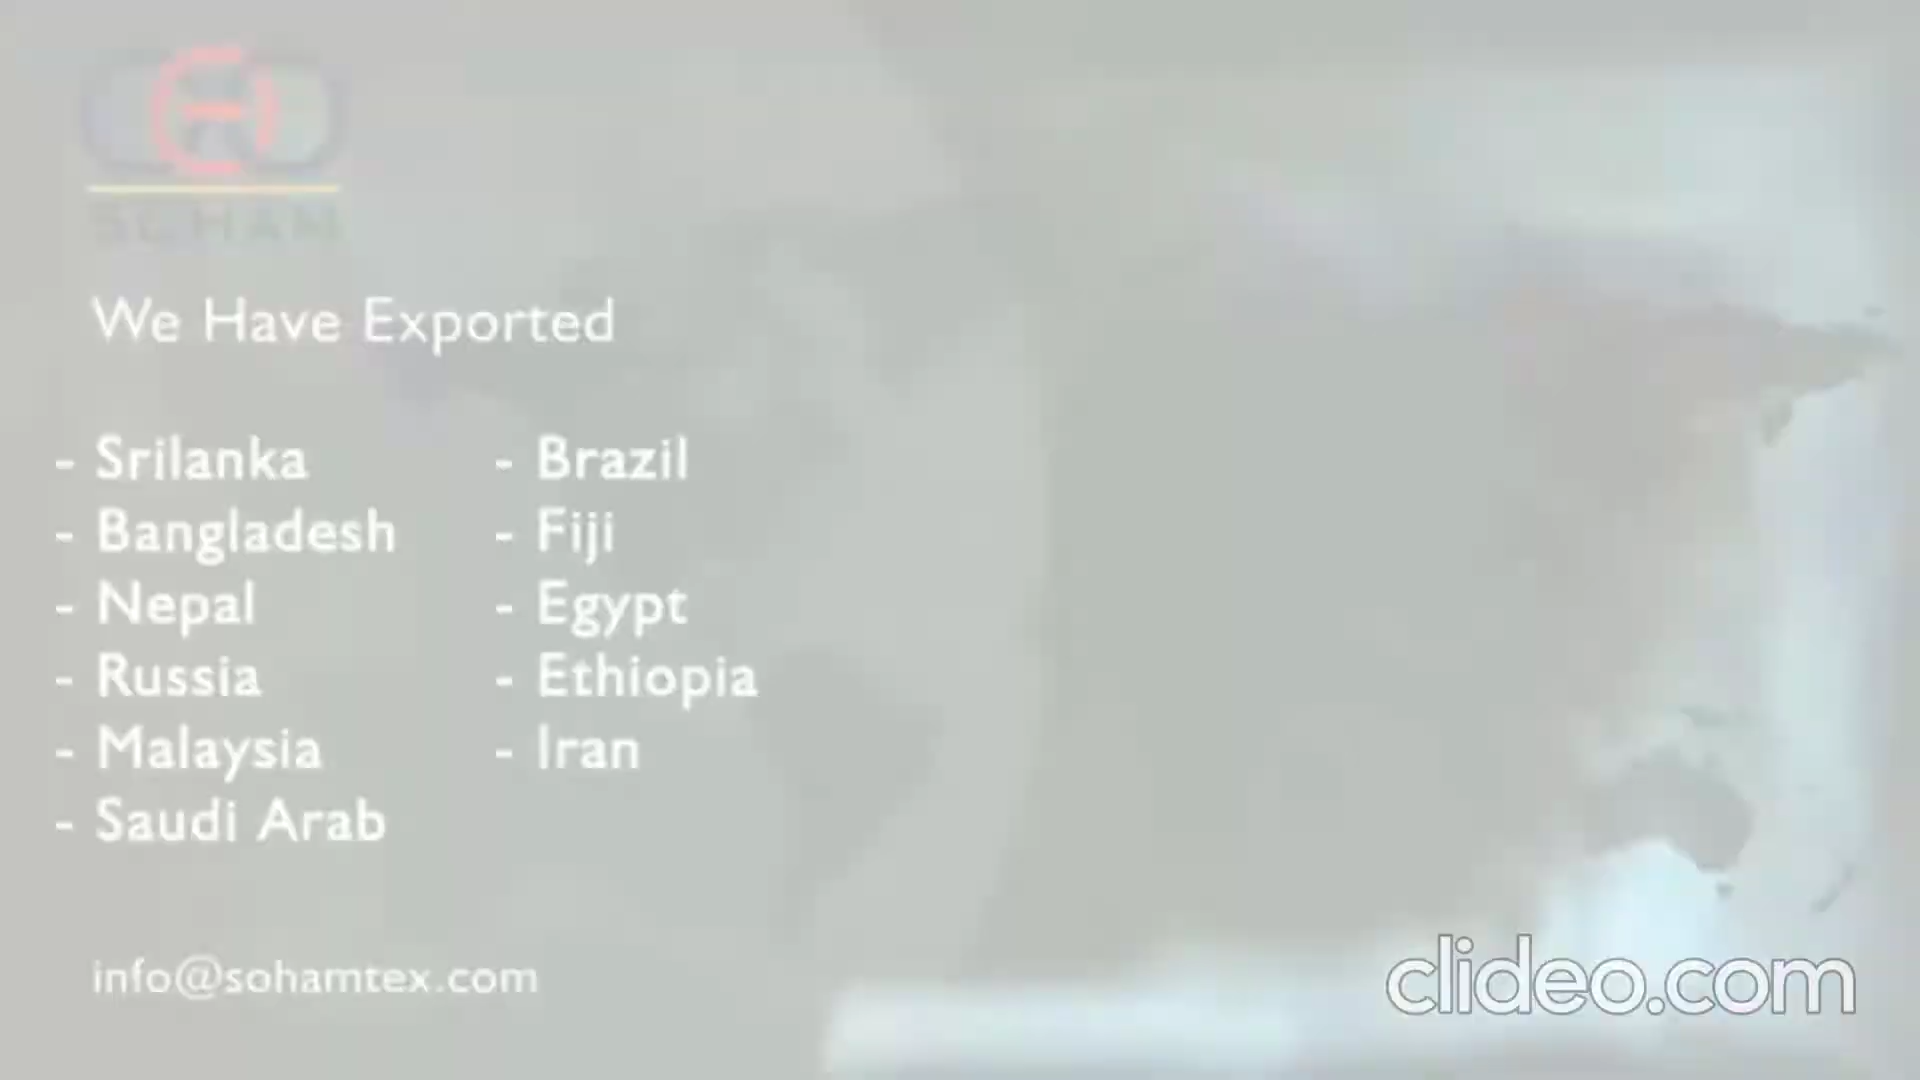 SOHAM
We Have Exported
- Srilanka
- Bangladesh
- Nepal
- Russia
- Malaysia
- Saudi Arab
- Brazil
- Fiji
- Egypt
- Ethiopia
- Iran
info@sohamtex.com
clideo.com